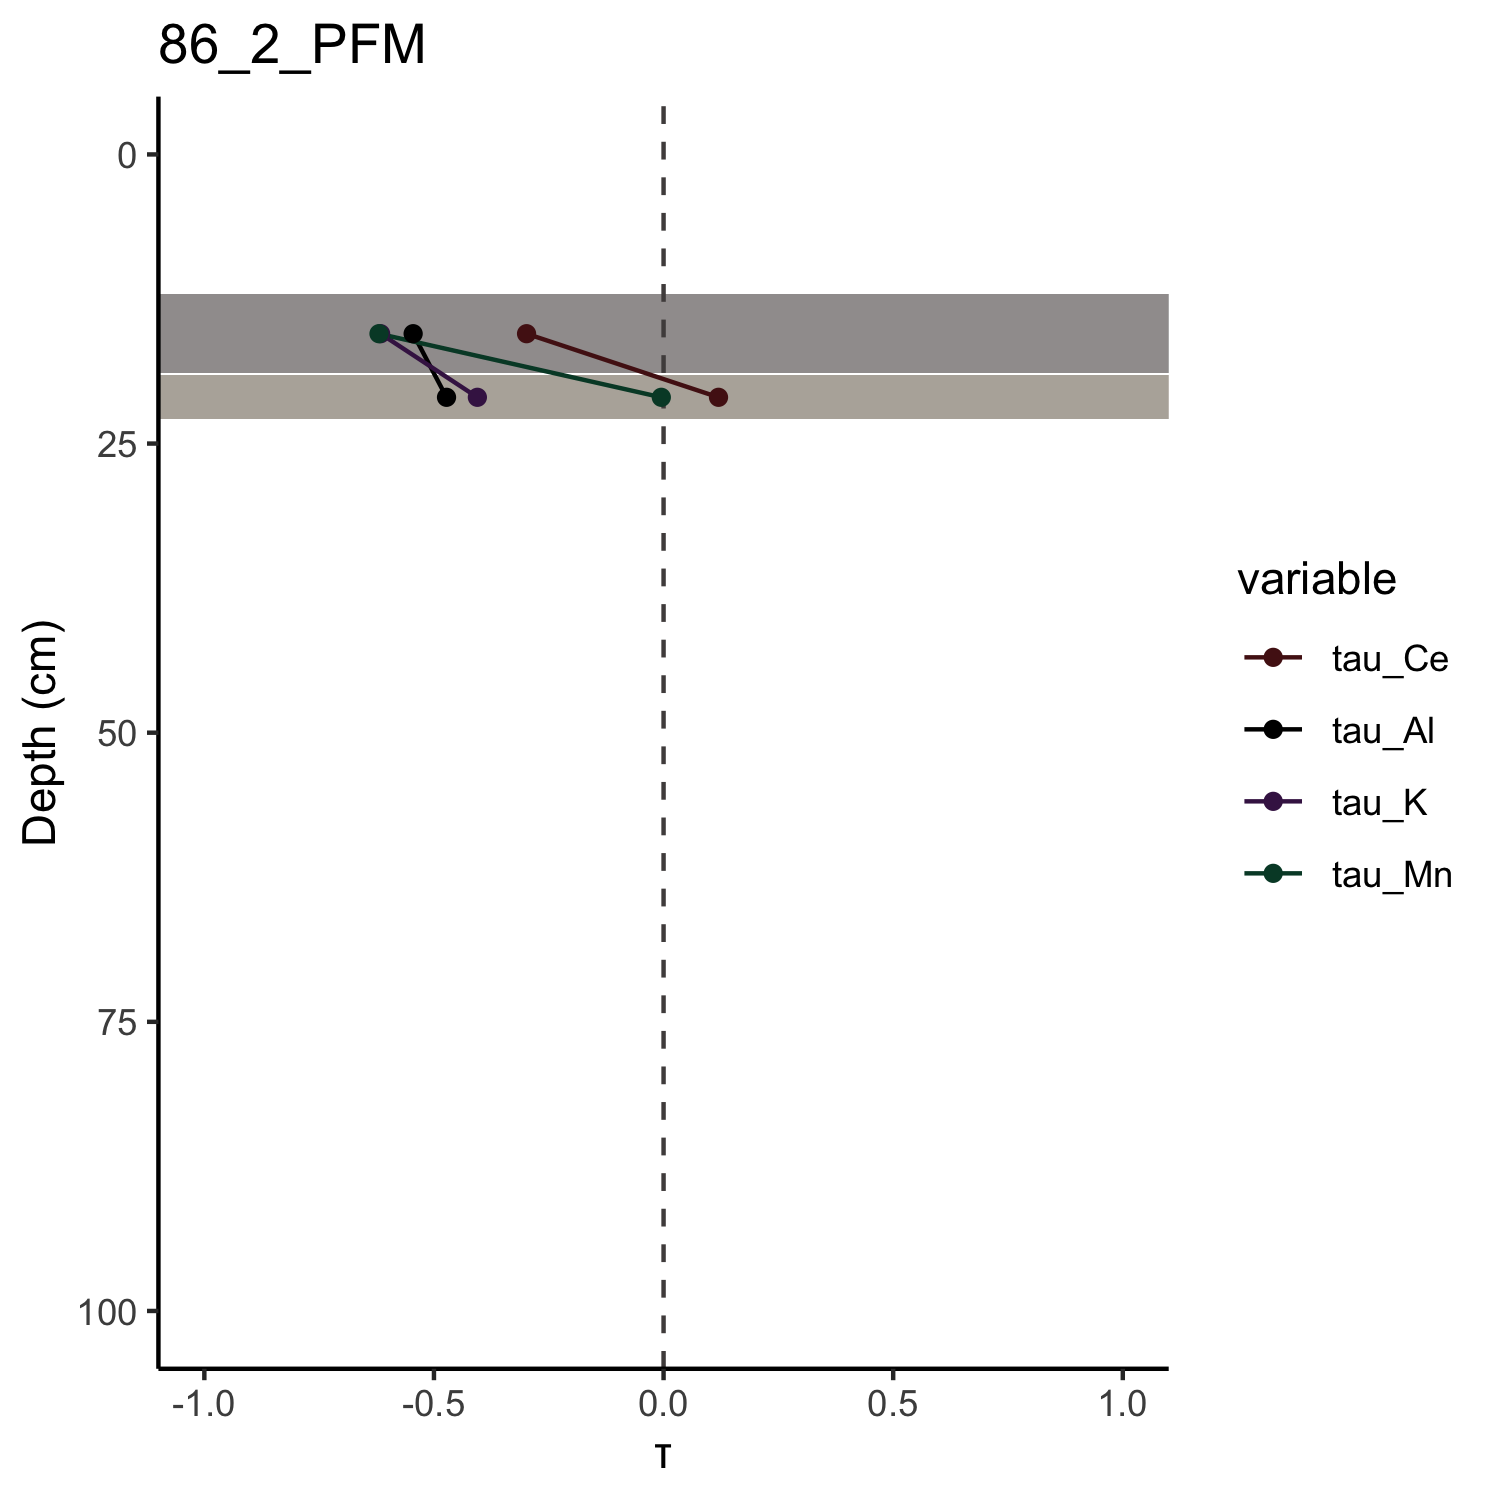 86_2_PFM
0
25
50
75
100
Depth (cm)
-1.0 -0.5 0.0 0.5 1.0
τ
variable
tau_Ce
tau_Al
tau_K
tau_Mn